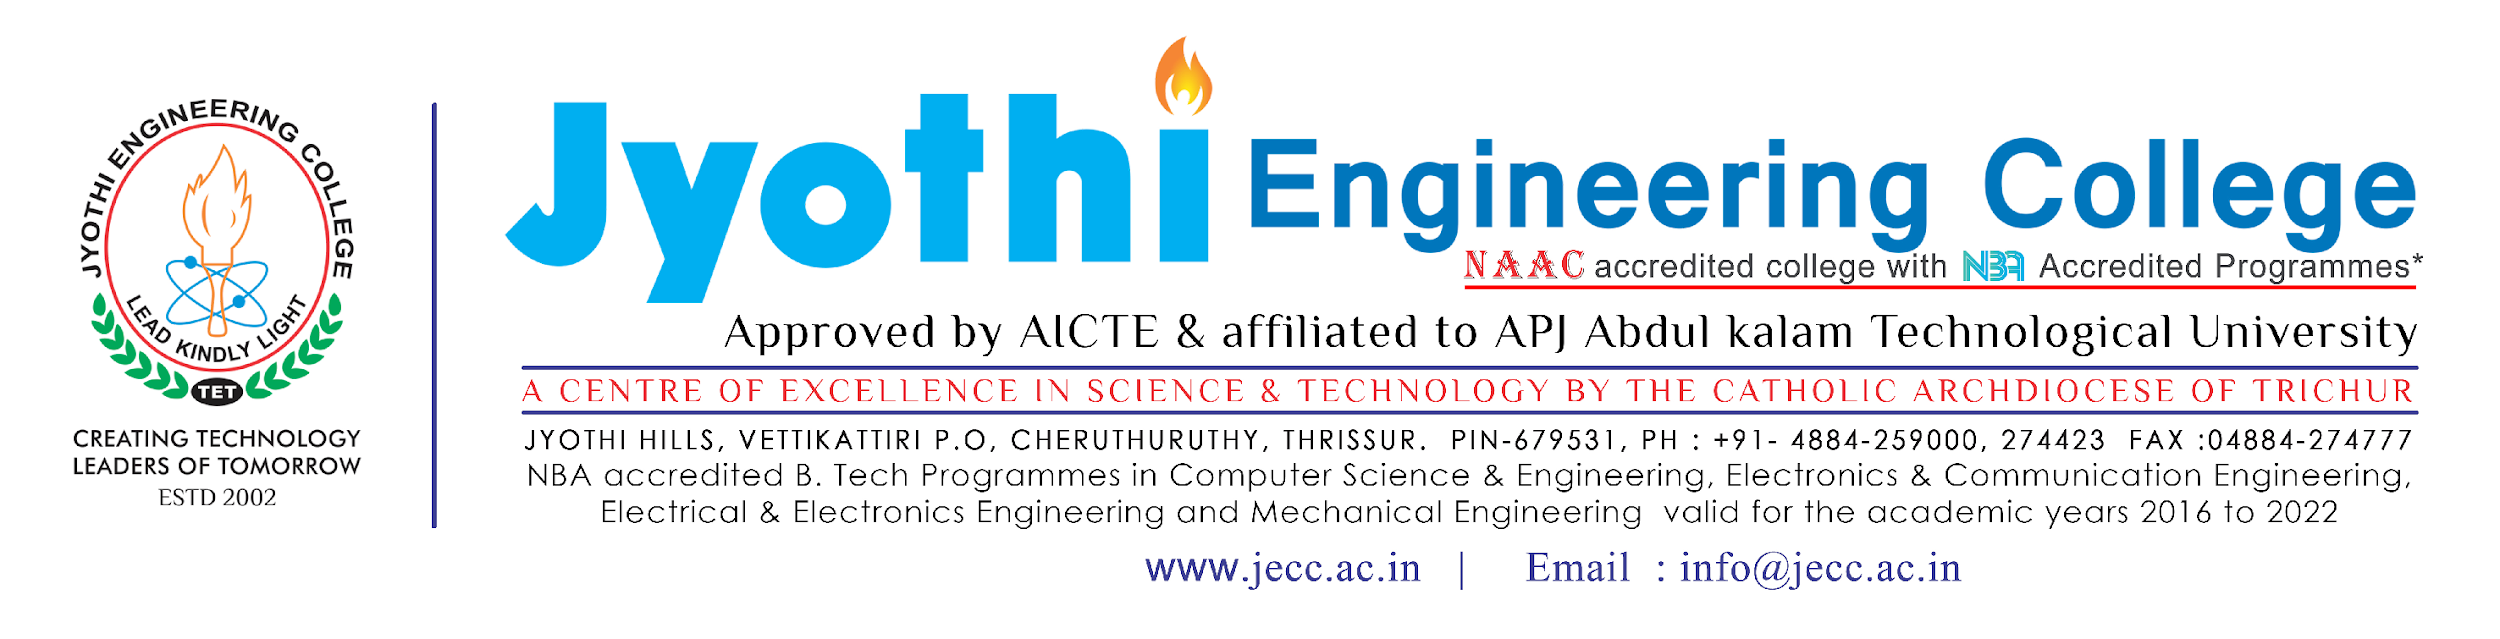 JYOTHI ENGINEERING COLLEGE
LEAD KINDLY LIGHT
TET
CREATING TECHNOLOGY
LEADERS OF TOMORROW
ESTD 2002
Jyothi Engineering College
NAAC accredited college with NBA Accredited Programmes*
Approved by AICTE & affiliated to APJ Abdul kalam Technological University
A CENTRE OF EXCELLENCE IN SCIENCE & TECHNOLOGY BY THE CATHOLIC ARCHDIOCESE OF TRICHUR
JYOTHI HILLS, VETTIKATTIRI P.O, CHERUTHURUTHY, THRISSUR. PIN-679531, PH : +91- 4884-259000, 274423 FAX :04884-274777
NBA accredited B. Tech Programmes in Computer Science & Engineering, Electronics & Communication Engineering,
Electrical & Electronics Engineering and Mechanical Engineering valid for the academic years 2016 to 2022
www.jecc.ac.in | Email : info@jecc.ac.in